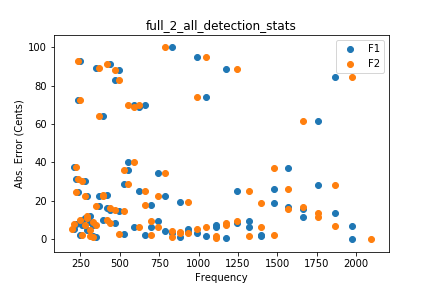 full_2_all_detection_stats
F1
F2
100
80
60
40
20
0
Abs. Error (Cents)
250 500 750 1000 1250 1500 1750 2000
Frequency